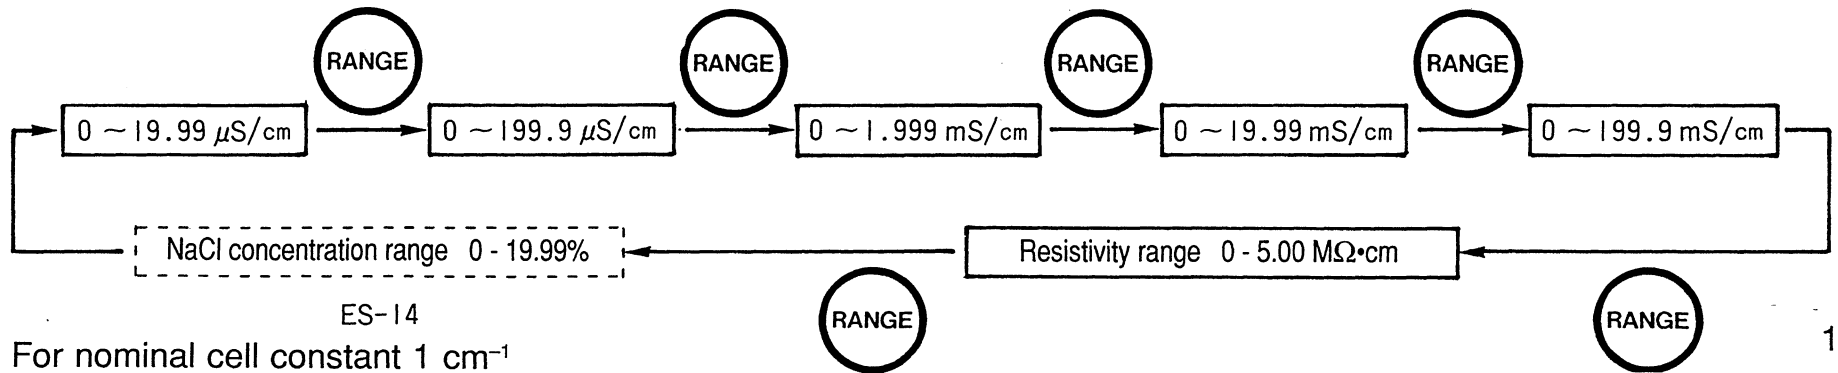 RANGE RANGE RANGE RANGE
0 ~19.99 μS/cm 0 ~199.9 μS/cm 0 ~1.999 mS/cm 0 ~19.99 mS/cm 0 ~199.9 mS/cm
NaCl concentration range 0 - 19.99% Resistivity range 0 - 5.00 MΩ•cm
ES-14 RANGE RANGE
For nominal cell constant 1 cm⁻¹ 1